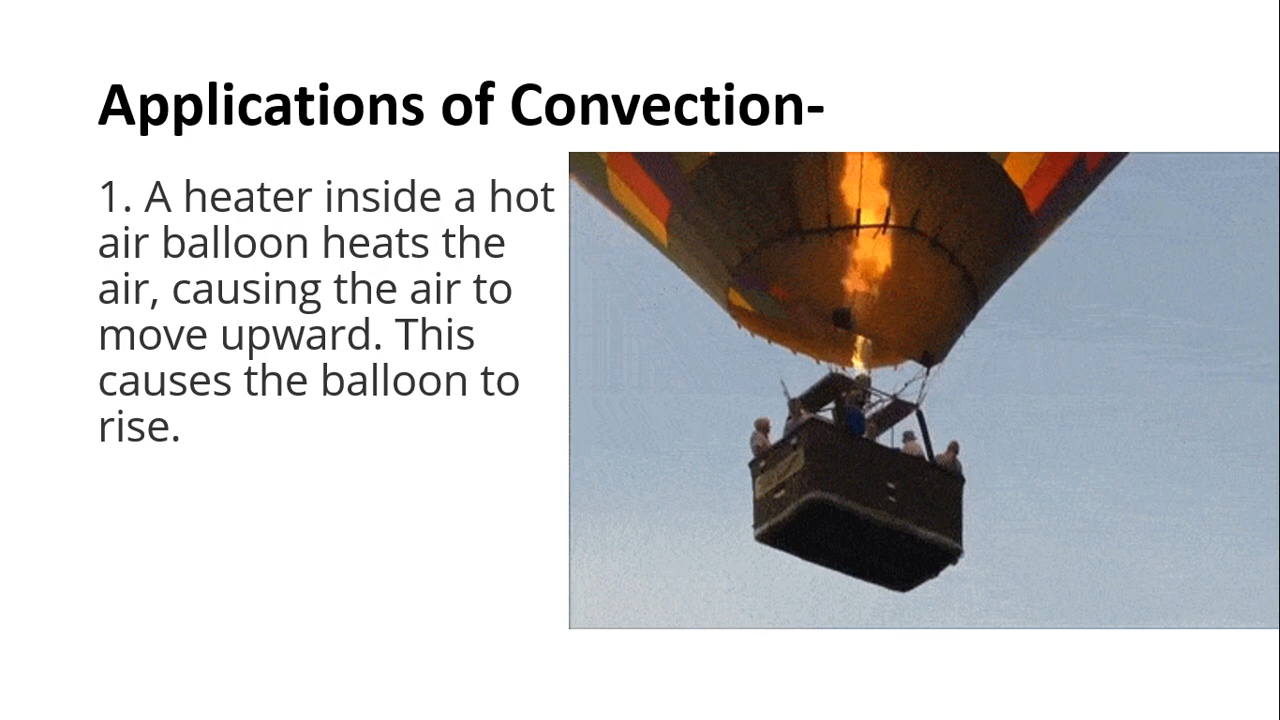 Applications of Convection-
1. A heater inside a hot
air balloon heats the
air, causing the air to
move upward. This
causes the balloon to
rise.